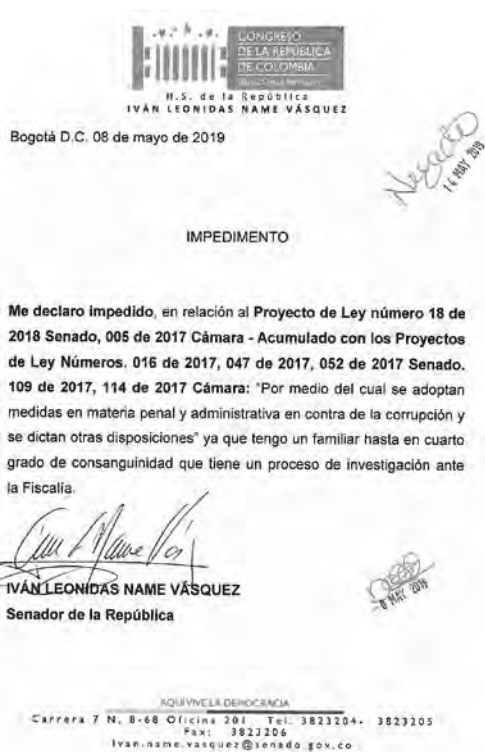 CONGRESO
DE LA REPÚBLICA
DE COLOMBIA
H.S. de la República
IVÁN LEONIDAS NAME VÁSQUEZ
Bogotá D.C. 08 de mayo de 2019
Negado
14 MAY 2019
IMPEDIMENTO
Me declaro impedido, en relación al Proyecto de Ley número 18 de
2018 Senado, 005 de 2017 Cámara - Acumulado con los Proyectos
de Ley Números. 016 de 2017, 047 de 2017, 052 de 2017 Senado.
109 de 2017, 114 de 2017 Cámara: "Por medio del cual se adoptan
medidas en materia penal y administrativa en contra de la corrupción y
se dictan otras disposiciones" ya que tengo un familiar hasta en cuarto
grado de consanguinidad que tiene un proceso de investigación ante
la Fiscalía.
IVÁN LEONIDAS NAME VÁSQUEZ
Senador de la República
MAY 2019
AQUI VIVE LA DEMOCRACIA
Carrera 7 N. 8-68 Oficina 201 Tel. 3823204- 3823205
Fax: 3823206
ivan.name.vasquez@senado.gov.co